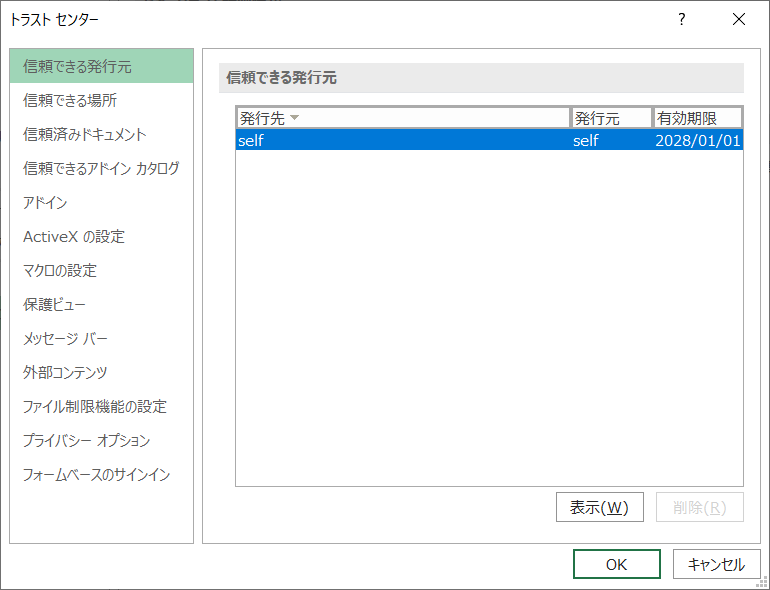 トラスト センター
?
信頼できる発行元
信頼できる場所
信頼済みドキュメント
信頼できるアドイン カタログ
アドイン
ActiveX の設定
マクロの設定
保護ビュー
メッセージ バー
外部コンテンツ
ファイル制限機能の設定
プライバシー オプション
フォームベースのサインイン
信頼できる発行元
発行先 発行元 有効期限
self self 2028/01/01
表示(W) 削除(R)
OK キャンセル